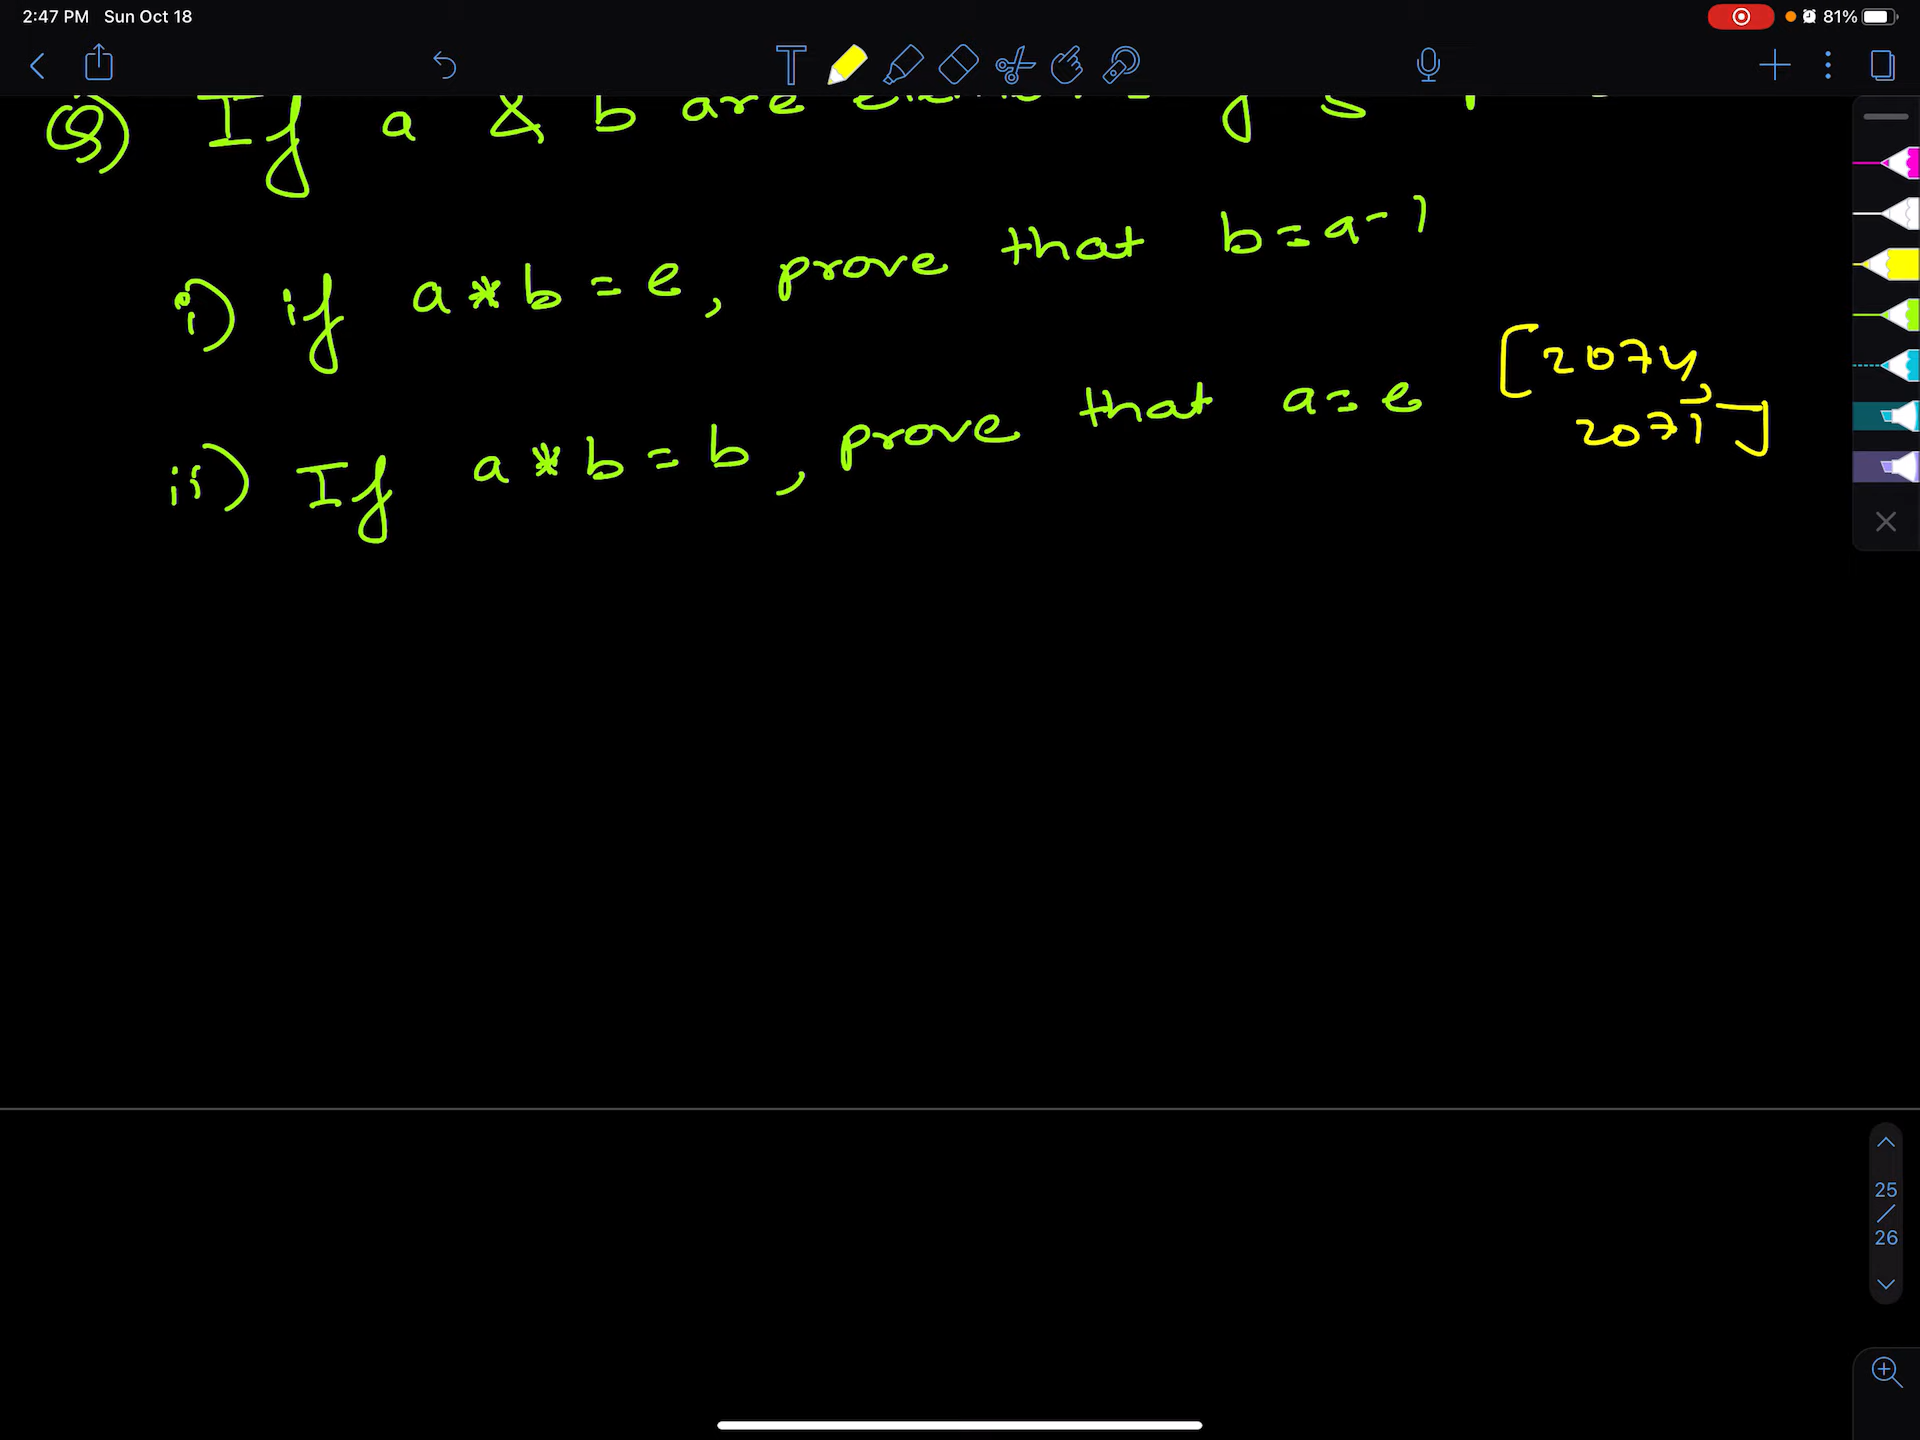 2:47 PM Sun Oct 18
81%
Q) If a & b are
i) if a * b = e, prove that b = a-1
ii) If a * b = b, prove that a = e
[2074,
2071]
25
/
26